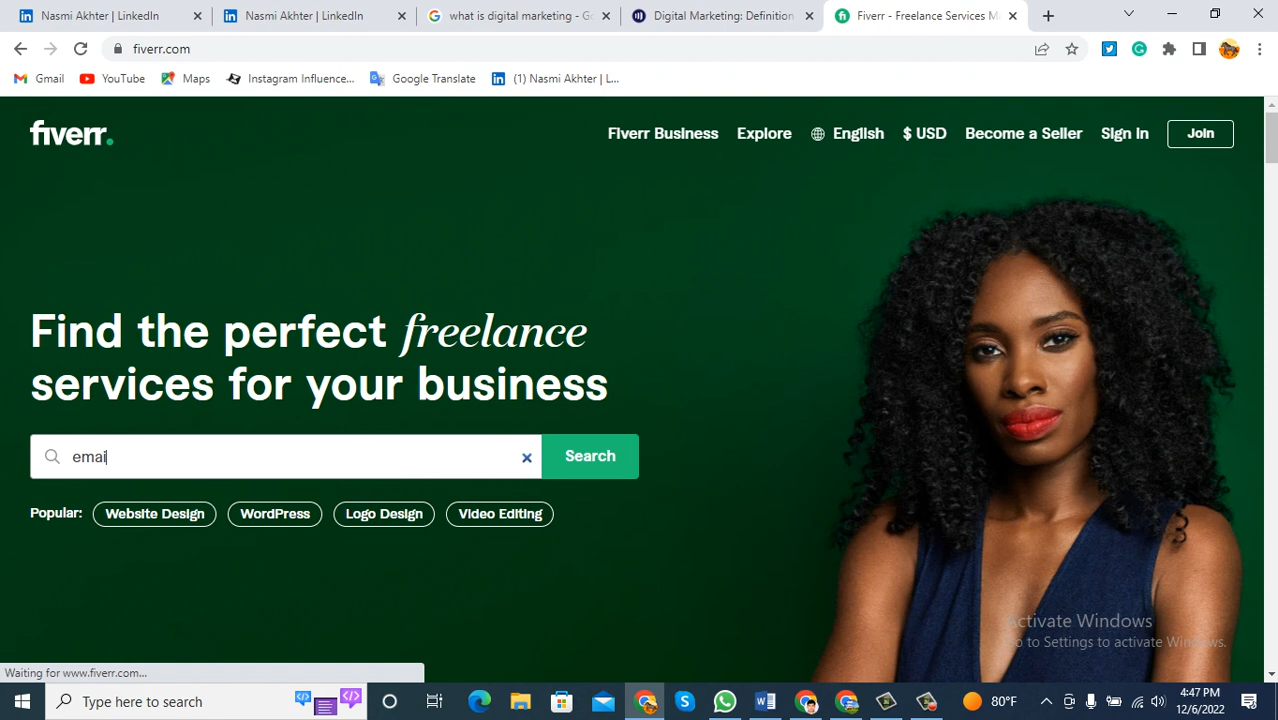 Nasmi Akhter | LinkedIn
Nasmi Akhter | LinkedIn
what is digital marketing - Go
Digital Marketing: Definition
Fiverr - Freelance Services Ma
fiverr.com
Gmail
YouTube
Maps
Instagram Influence...
Google Translate
(1) Nasmi Akhter | L...
fiverr.
Fiverr Business
Explore
English
$ USD
Become a Seller
Sign In
Join
Find the perfect freelance
services for your business
emai
Search
Popular:
Website Design
WordPress
Logo Design
Video Editing
Activate Windows
Go to Settings to activate Windows.
Waiting for www.fiverr.com...
Type here to search
80°F
4:47 PM
12/6/2022